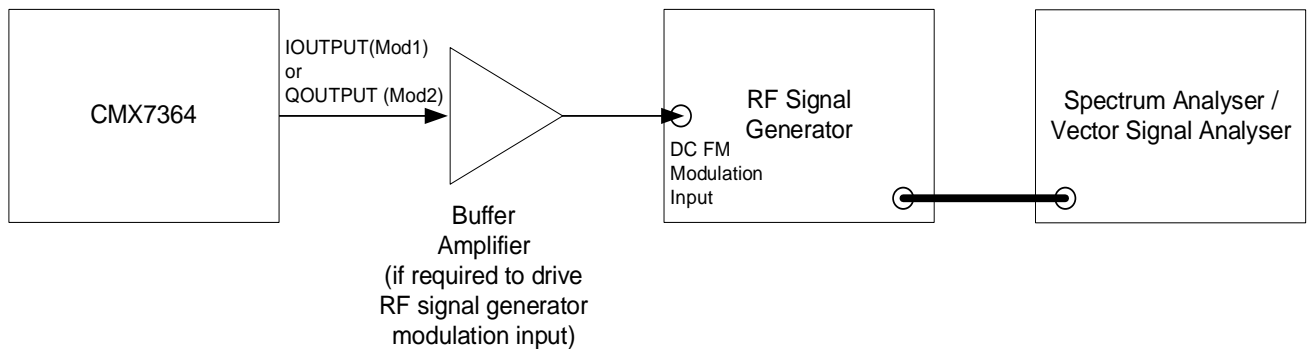 CMX7364
IOUTPUT(Mod1)
or
QOUTPUT (Mod2)
Buffer
Amplifier
(if required to drive
RF signal generator
modulation input)
DC FM
Modulation
Input
RF Signal
Generator
Spectrum Analyser /
Vector Signal Analyser